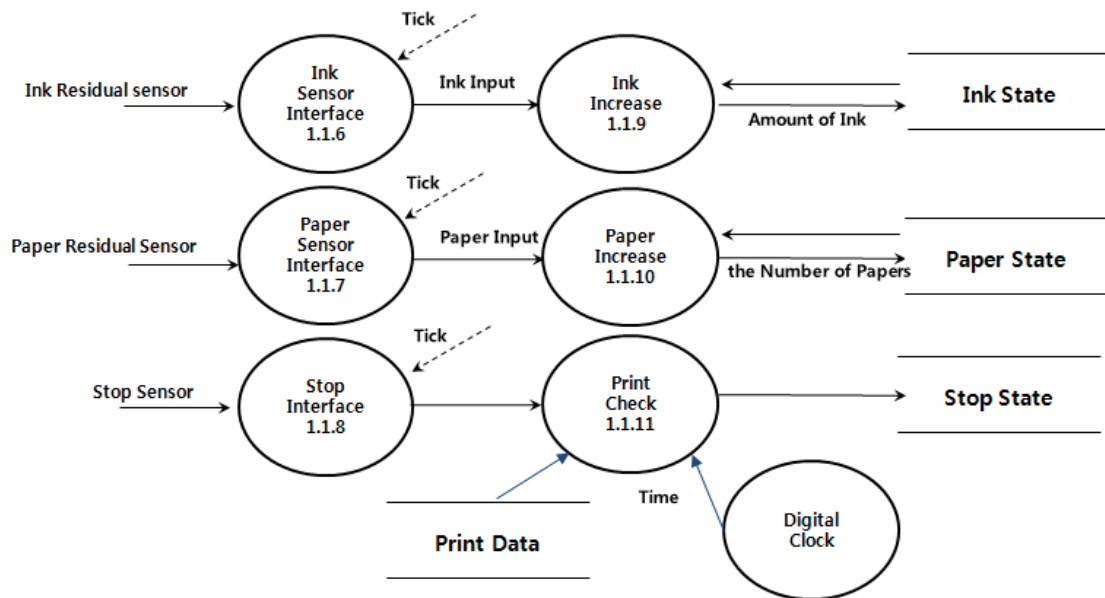 Tick
Ink Residual sensor
Ink
Sensor
Interface
1.1.6
Ink Input
Ink
Increase
1.1.9
Amount of Ink
Ink State
Tick
Paper Residual Sensor
Paper
Sensor
Interface
1.1.7
Paper Input
Paper
Increase
1.1.10
the Number of Papers
Paper State
Tick
Stop Sensor
Stop
Interface
1.1.8
Print
Check
1.1.11
Stop State
Print Data
Time
Digital
Clock